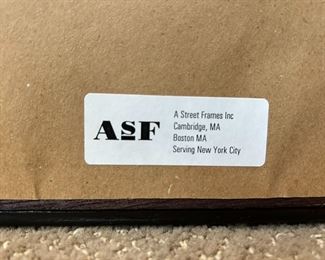 AsF
A Street Frames Inc
Cambridge, MA
Boston MA
Serving New York City